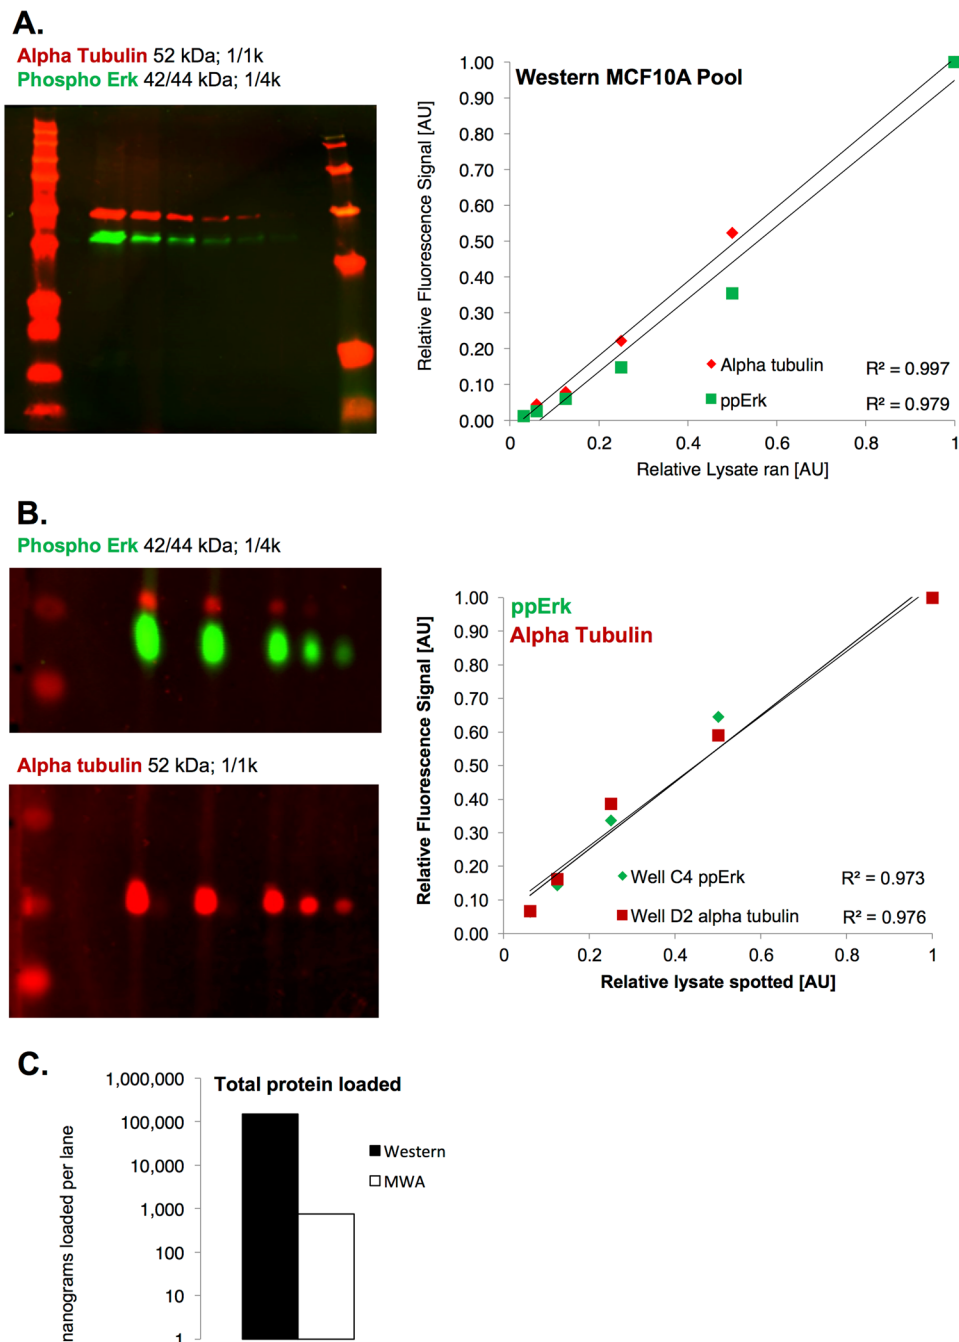 A.
Alpha Tubulin 52 kDa; 1/1k
Phospho Erk 42/44 kDa; 1/4k
Western MCF10A Pool
Relative Fluorescence Signal [AU]
1.00
0.90
0.80
0.70
0.60
0.50
0.40
0.30
0.20
0.10
0.00
Alpha tubulin R² = 0.997
ppErk R² = 0.979
0 0.2 0.4 0.6 0.8 1
Relative Lysate ran [AU]
B.
Phospho Erk 42/44 kDa; 1/4k
Alpha tubulin 52 kDa; 1/1k
ppErk
Alpha Tubulin
Relative Fluorescence Signal [AU]
1.00
0.90
0.80
0.70
0.60
0.50
0.40
0.30
0.20
0.10
0.00
Well C4 ppErk R² = 0.973
Well D2 alpha tubulin R² = 0.976
0 0.2 0.4 0.6 0.8 1
Relative lysate spotted [AU]
C.
Total protein loaded
nanograms loaded per lane
1,000,000
100,000
10,000
1,000
100
10
1
Western
MWA